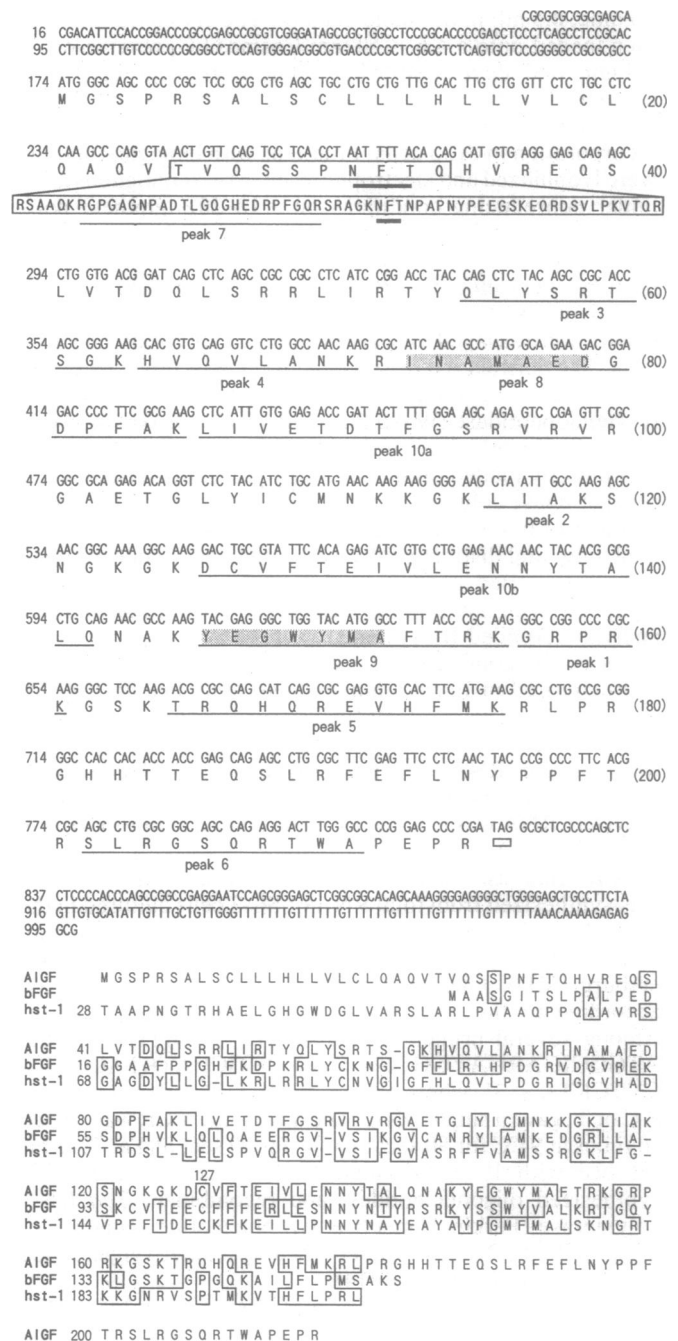 CGCGCGCGGCGAGCA
16 CGACATTCCACCGGACCCGCCGAGCCGCGTCGGGATAGCCGCTGGCCTCCCGCACCCCGACCTCCCTCAGCCTCCGCAC
95 CTTCGGCTTGTCCCCCCGCGGCCTCCAGTGGGACGGCGTGACCCCGCTCGGGCTCTCAGTGCTCCCGGGGCCGCGCGCC
174 ATG GGC AGC CCC CGC TCC GCG CTG AGC TGC CTG CTG TTG CAC TTG CTG GTT CTC TGC CTC
M G S P R S A L S C L L L H L L V L C L (20)
234 CAA GCC CAG GTA ACT GTT CAG TCC TCA CCT AAT TTT ACA CAG CAT GTG AGG GAG CAG AGC
Q A Q V T V Q S S P N F T Q H V R E Q S (40)
RSAAQKRGPGAGNPADTLGQGHEDRPFGQRSRAGKNFTNPAPNYPEEGSKEQRDSVLPKVTQR
peak 7
294 CTG GTG ACG GAT CAG CTC AGC CGC CGC CTC ATC CGG ACC TAC CAG CTC TAC AGC CGC ACC
L V T D Q L S R R L I R T Y Q L Y S R T (60)
peak 3
354 AGC GGG AAG CAC GTG CAG GTC CTG GCC AAC AAG CGC ATC AAC GCC ATG GCA GAA GAC GGA
S G K H V Q V L A N K R I N A M A E D G (80)
peak 4 peak 8
414 GAC CCC TTC GCG AAG CTC ATT GTG GAG ACC GAT ACT TTT GGA AGC AGA GTC CGA GTT CGC
D P F A K L I V E T D T F G S R V R V R (100)
peak 10a
474 GGC GCA GAG ACA GGT CTC TAC ATC TGC ATG AAC AAG AAG GGG AAG CTA ATT GCC AAG AGC
G A E T G L Y I C M N K K G K L I A K S (120)
peak 2
534 AAC GGC AAA GGC AAG GAC TGC GTA TTC ACA GAG ATC GTG CTG GAG AAC AAC TAC ACG GCG
N G K G K D C V F T E I V L E N N Y T A (140)
peak 10b
594 CTG CAG AAC GCC AAG TAC GAG GGC TGG TAC ATG GCC TTT ACC CGC AAG GGC CGG CCC CGC
L Q N A K Y E G W Y M A F T R K G R P R (160)
peak 9 peak 1
654 AAG GGC TCC AAG ACG CGC CAG CAT CAG CGC GAG GTG CAC TTC ATG AAG CGC CTG CCG CGG
K G S K T R Q H Q R E V H F M K R L P R (180)
peak 5
714 GGC CAC CAC ACC ACC GAG CAG AGC CTG CGC TTC GAG TTC CTC AAC TAC CCG CCC TTC ACG
G H H T T E Q S L R F E F L N Y P P F T (200)
774 CGC AGC CTG CGC GGC AGC CAG AGG ACT TGG GCC CCG GAG CCC CGA TAG GCGCTCGCCCAGCTC
R S L R G S Q R T W A P E P R
peak 6
837 CTCCCCACCCAGCCGGCCGAGGAATCCAGCGGGAGCTCGGCGGCACAGCAAAGGGGAGGGGCTGGGGAGCTGCCTTCTA
916 GTTGTGCATATTGTTTGCTGTTGGGTTTTTTTGTTTTTTGTTTTTTGTTTTTGTTTTTTGTTTTTTAAACAAAAGAGAG
995 GCG
AIGF MGSPRSALSCLLLHLLVLCLQAQVTVQSSPNFTQHVREQS
bFGF MAASGITSLPALPED
hst-1 28 TAAPNGTRHAELGHGWDGLVARSLARLPVAAQPPQAAVRS
AIGF 41 LVTDQLSRRLIRTYQLYSRTS-GKHVQVLANKRINAMAED
bFGF 16 GGAAFPPGHFKDPKRLYCKNG-GFFLRIHPDGRVDGVREK
hst-1 68 GAGDYLLG-LKRLRRLYCNVGIGFHLQVLPDGRIGGVHAD
AIGF 80 GDPFAKLIVETDTFGSRVRVRGAETGLYICMNKKGKLIAK
bFGF 55 SDPHVKLQLQAEERGV-VSIKGVCANRYLAMKEDGRLLA-
hst-1 107 TRDSL-LELSPVQRGV-VSIFGVASRFFVAMSSRGKLFG-
127
AIGF 120 SNGKGKDCVFTEIVLENNYTALQNAKYEGWYMAFTRKGRP
bFGF 93 SKCVTEECFFFERLESNNYNTYRSRKYSSWYVALKRTGQY
hst-1 144 VPFFTDECKFKEILLPNNYNAYEAYAYPGMFMALSKNGRT
AIGF 160 RKGSKTRQHQREVHFMKRLPRGHHTTEQSLRFEFLNYPPF
bFGF 133 KLGSKTGPGQKAILFLPMSAKS
hst-1 183 KKGNRVSPTMKVTHFLPRL
AIGF 200 TRSLRGSQRTWAPEPR